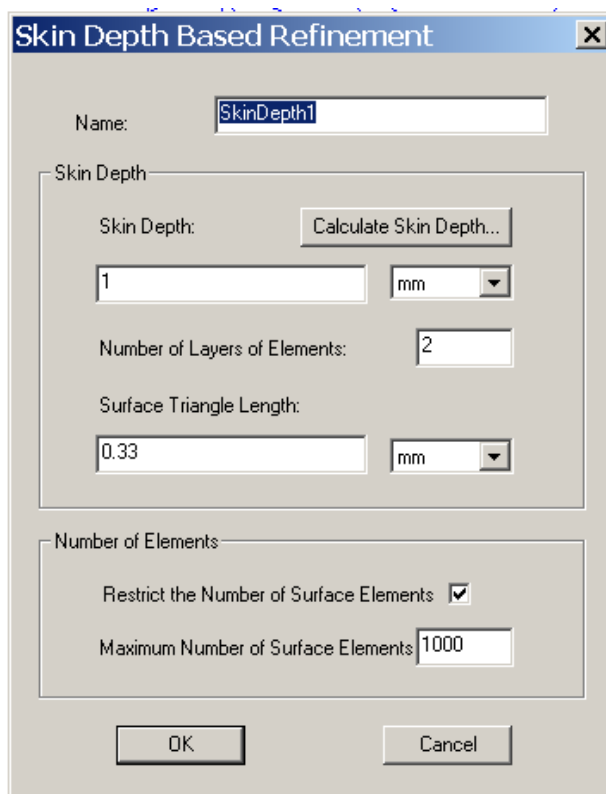 Skin Depth Based Refinement
Name: SkinDepth1
Skin Depth
Skin Depth: Calculate Skin Depth...
1 mm
Number of Layers of Elements: 2
Surface Triangle Length:
0.33 mm
Number of Elements
Restrict the Number of Surface Elements
Maximum Number of Surface Elements 1000
OK Cancel